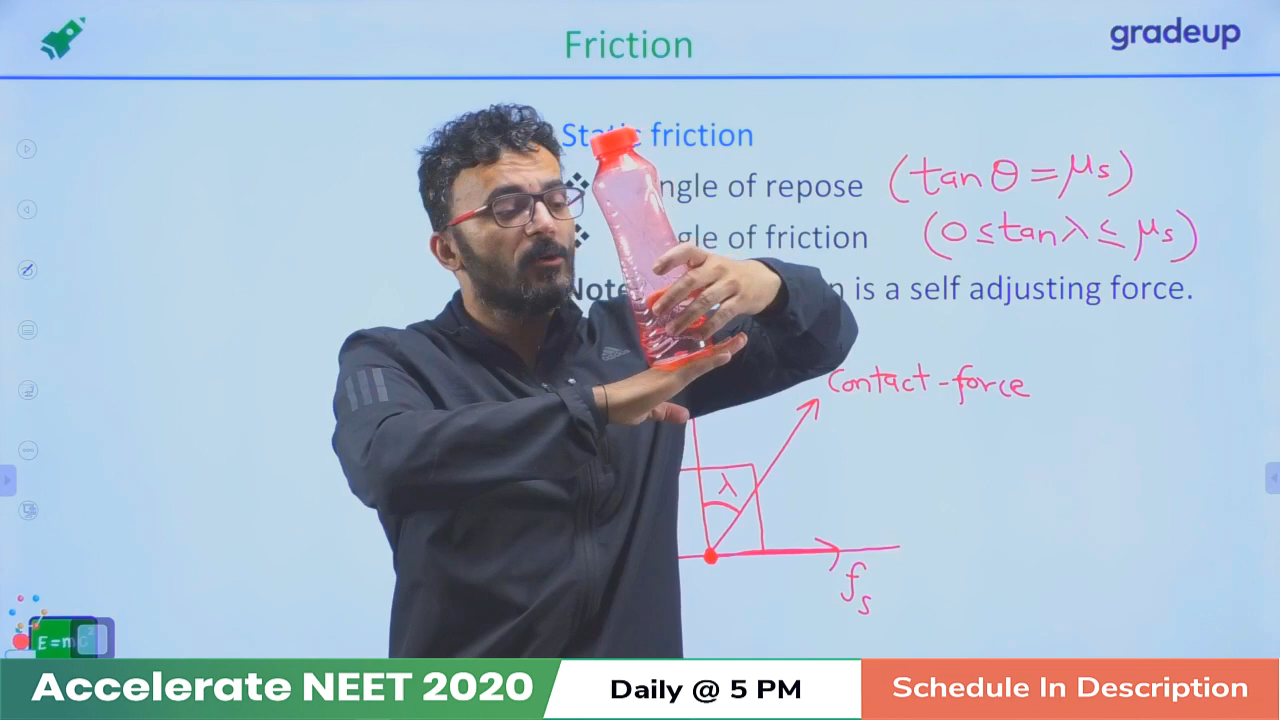 Friction
gradeup
Static friction
ngle of repose (tan θ = μs)
gle of friction (0 ≤ tan λ ≤ μs)
Note n is a self adjusting force.
Contact-force
λ
fs
E=mc²
Accelerate NEET 2020
Daily @ 5 PM
Schedule In Description